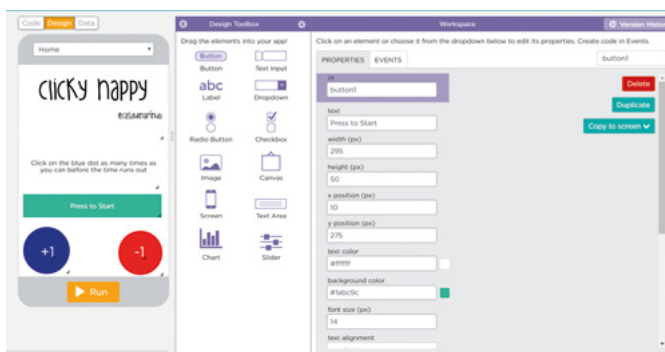 Code Design Data
Home
clicky nappy
Click on the blue dot as many times as
you can before the time runs out
Press to Start
+1
-1
Run
Design Toolbox
Drag the elements into your app!
Button
Button
Text Input
abc
Label
Dropdown
Radio Button
Checkbox
Image
Canvas
Screen
Text Area
Chart
Slider
Workspace
Version Histo
Click on an element or choose it from the dropdown below to edit its properties. Create code in Events.
PROPERTIES EVENTS
button1
id
button1
Delete
Duplicate
Copy to screen
text
Press to Start
width (px)
295
height (px)
50
x position (px)
10
y position (px)
275
text color
#ffffff
background color
#1abc9c
font size (px)
14
text alignment